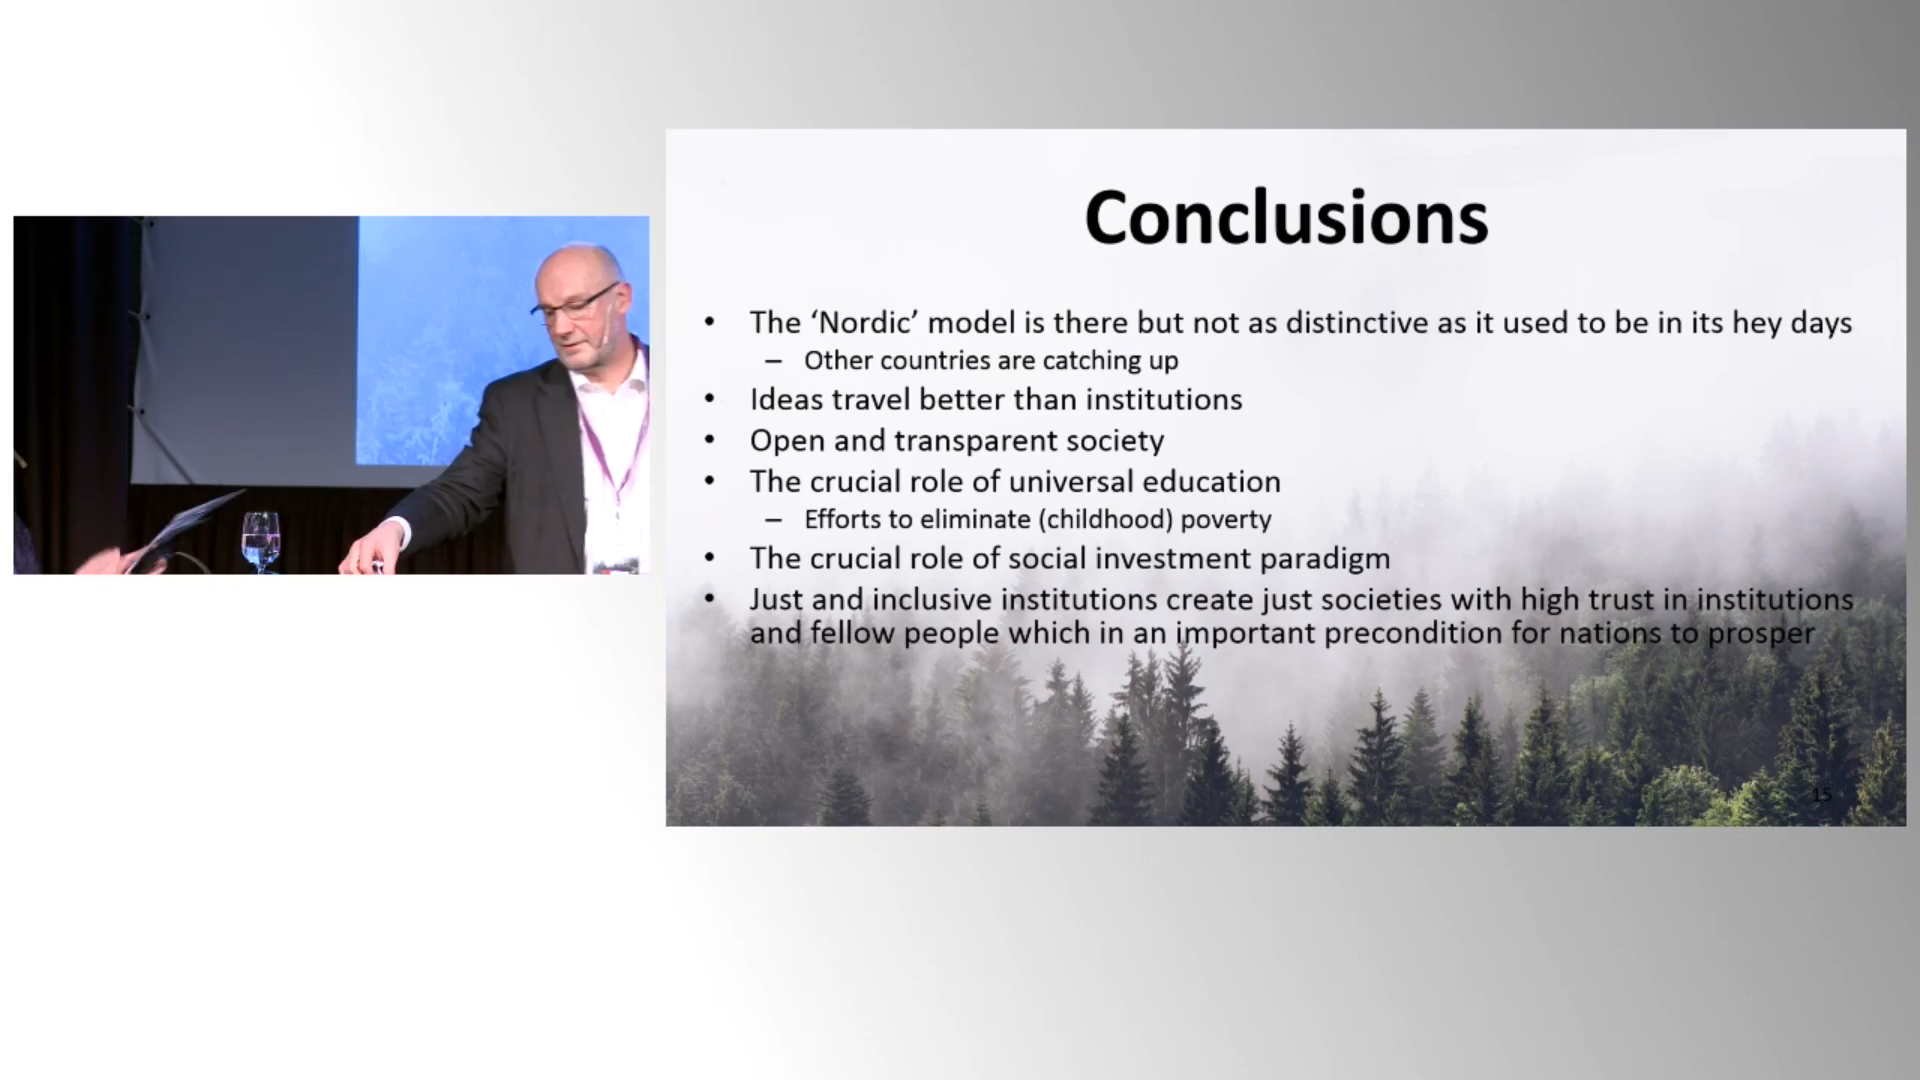 Conclusions
• The ‘Nordic’ model is there but not as distinctive as it used to be in its hey days
– Other countries are catching up
• Ideas travel better than institutions
• Open and transparent society
• The crucial role of universal education
– Efforts to eliminate (childhood) poverty
• The crucial role of social investment paradigm
• Just and inclusive institutions create just societies with high trust in institutions
and fellow people which in an important precondition for nations to prosper
15